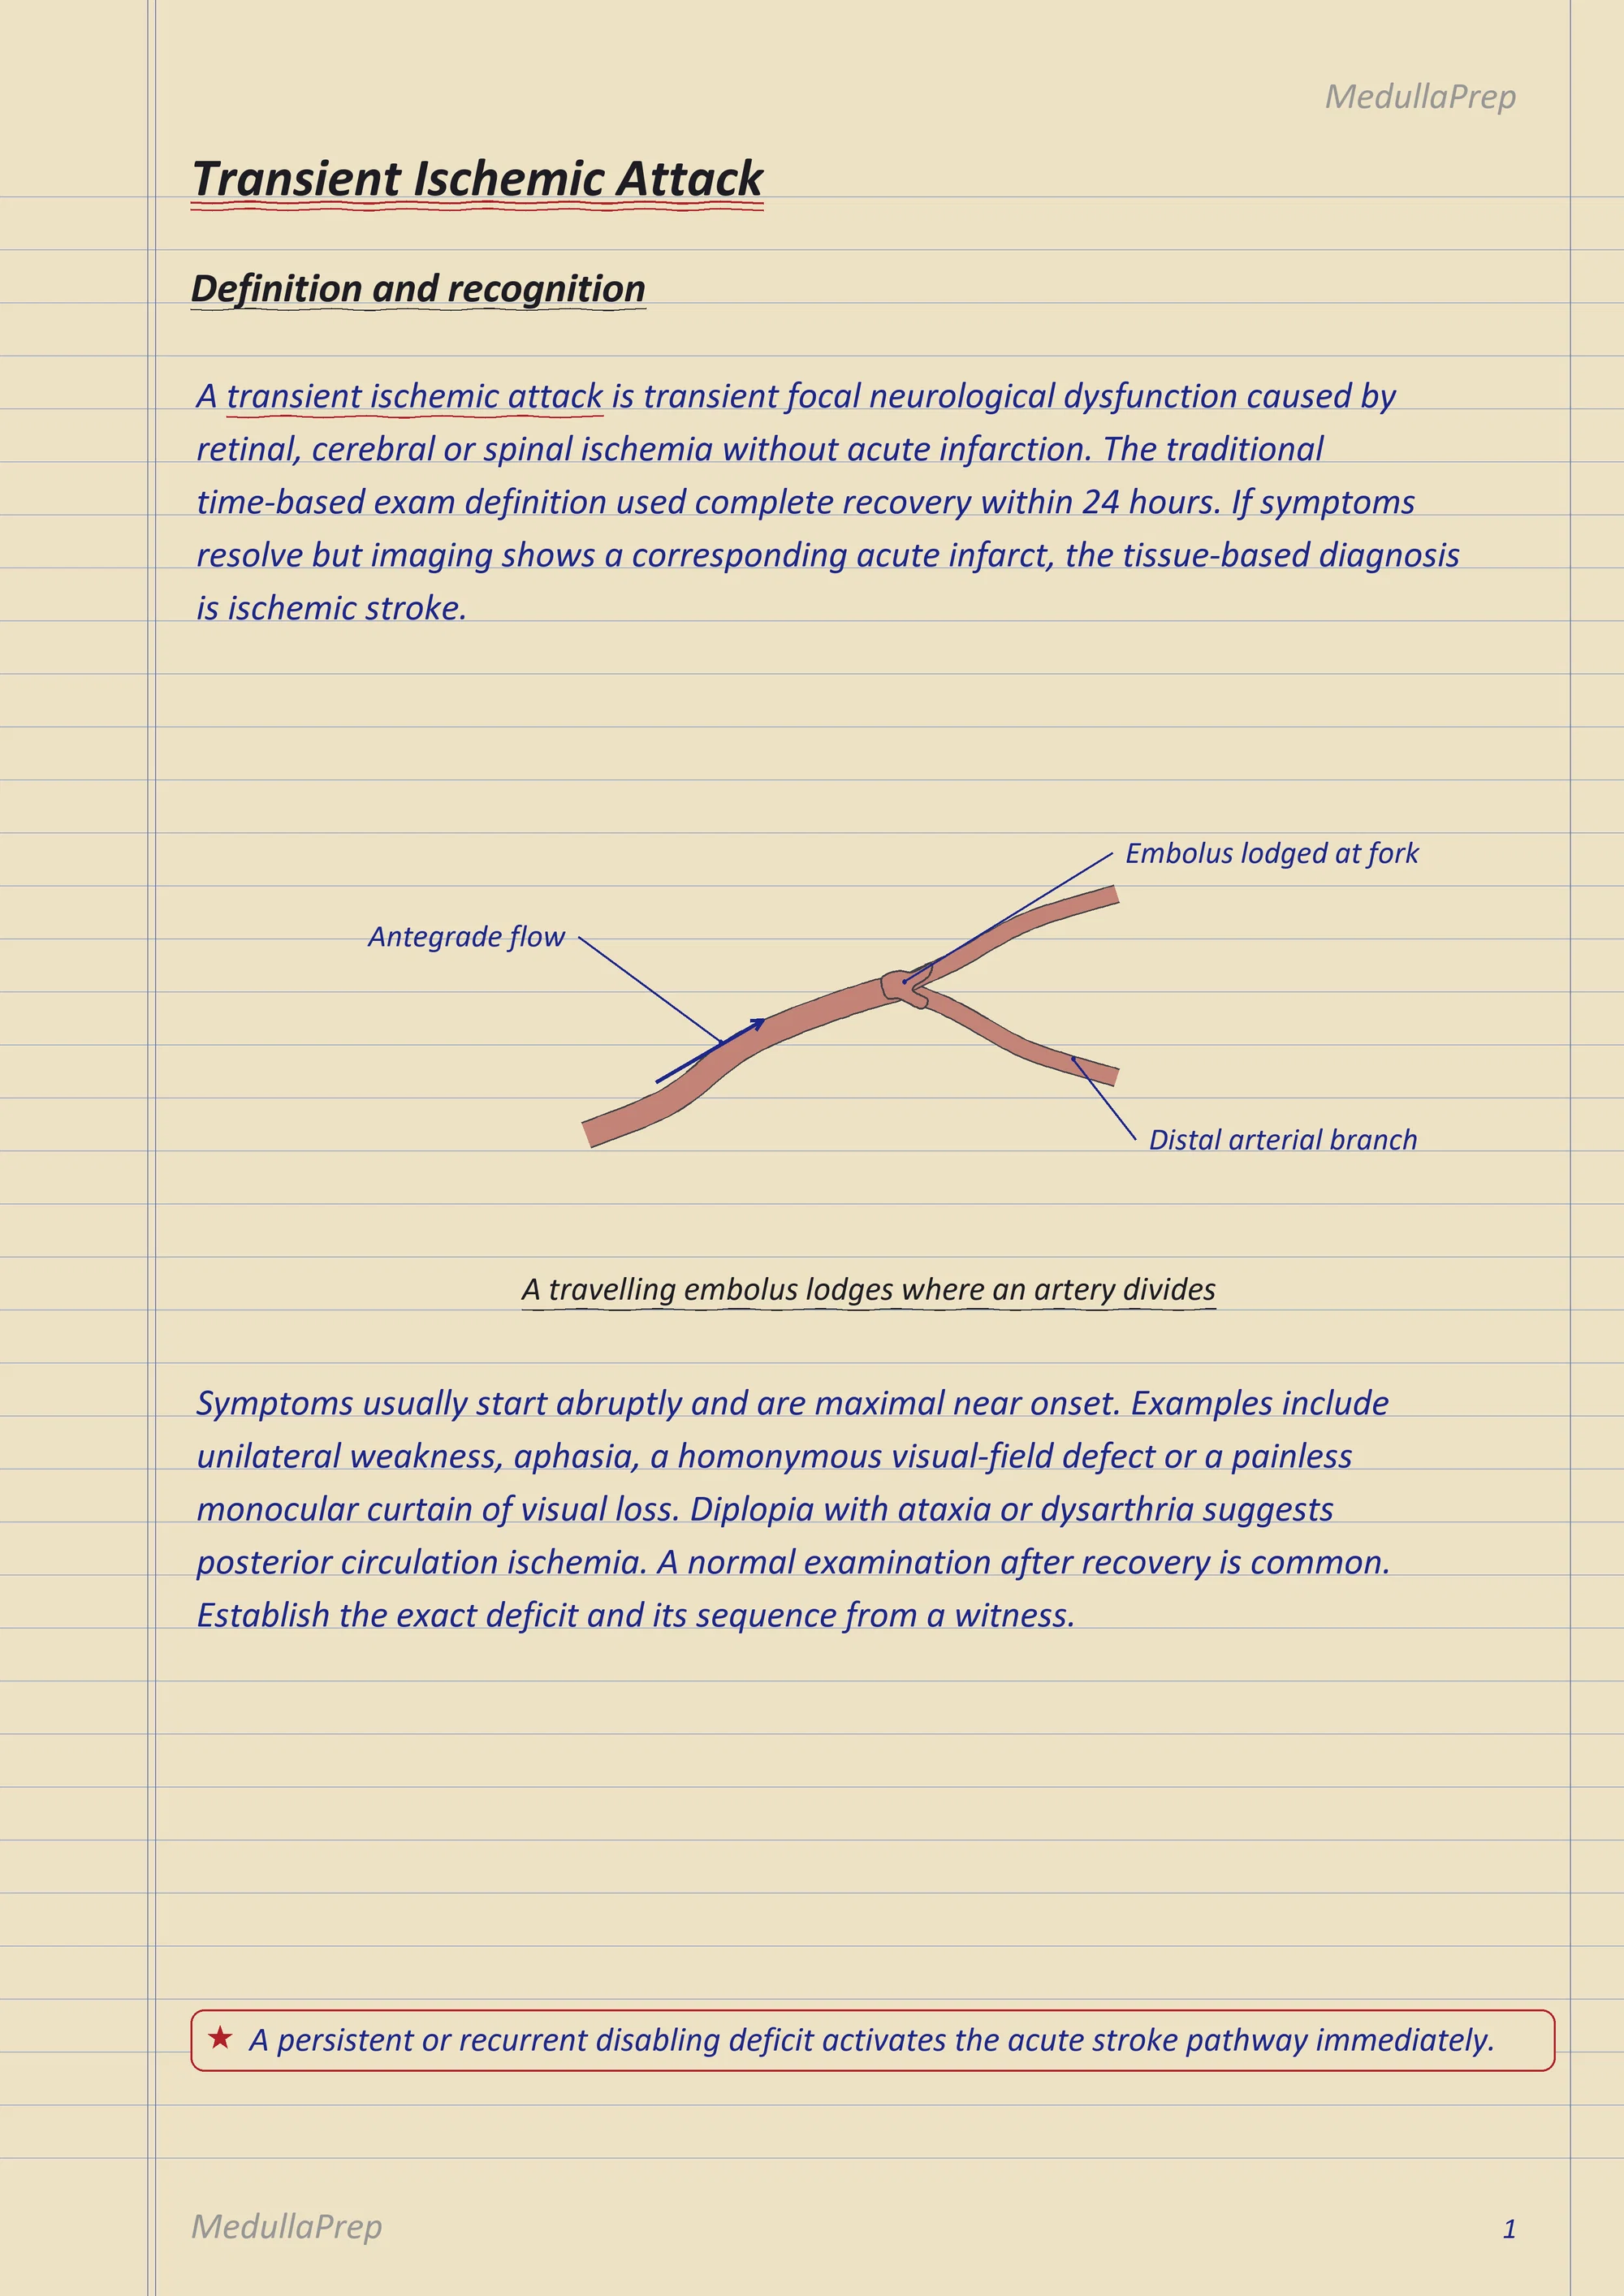 MedullaPrep
Transient Ischemic Attack
Definition and recognition
A transient ischemic attack is transient focal neurological dysfunction caused by
retinal, cerebral or spinal ischemia without acute infarction. The traditional
time-based exam definition used complete recovery within 24 hours. If symptoms
resolve but imaging shows a corresponding acute infarct, the tissue-based diagnosis
is ischemic stroke.
Embolus lodged at fork
Antegrade flow
Distal arterial branch
A travelling embolus lodges where an artery divides
Symptoms usually start abruptly and are maximal near onset. Examples include
unilateral weakness, aphasia, a homonymous visual-field defect or a painless
monocular curtain of visual loss. Diplopia with ataxia or dysarthria suggests
posterior circulation ischemia. A normal examination after recovery is common.
Establish the exact deficit and its sequence from a witness.
★ A persistent or recurrent disabling deficit activates the acute stroke pathway immediately.
MedullaPrep
1